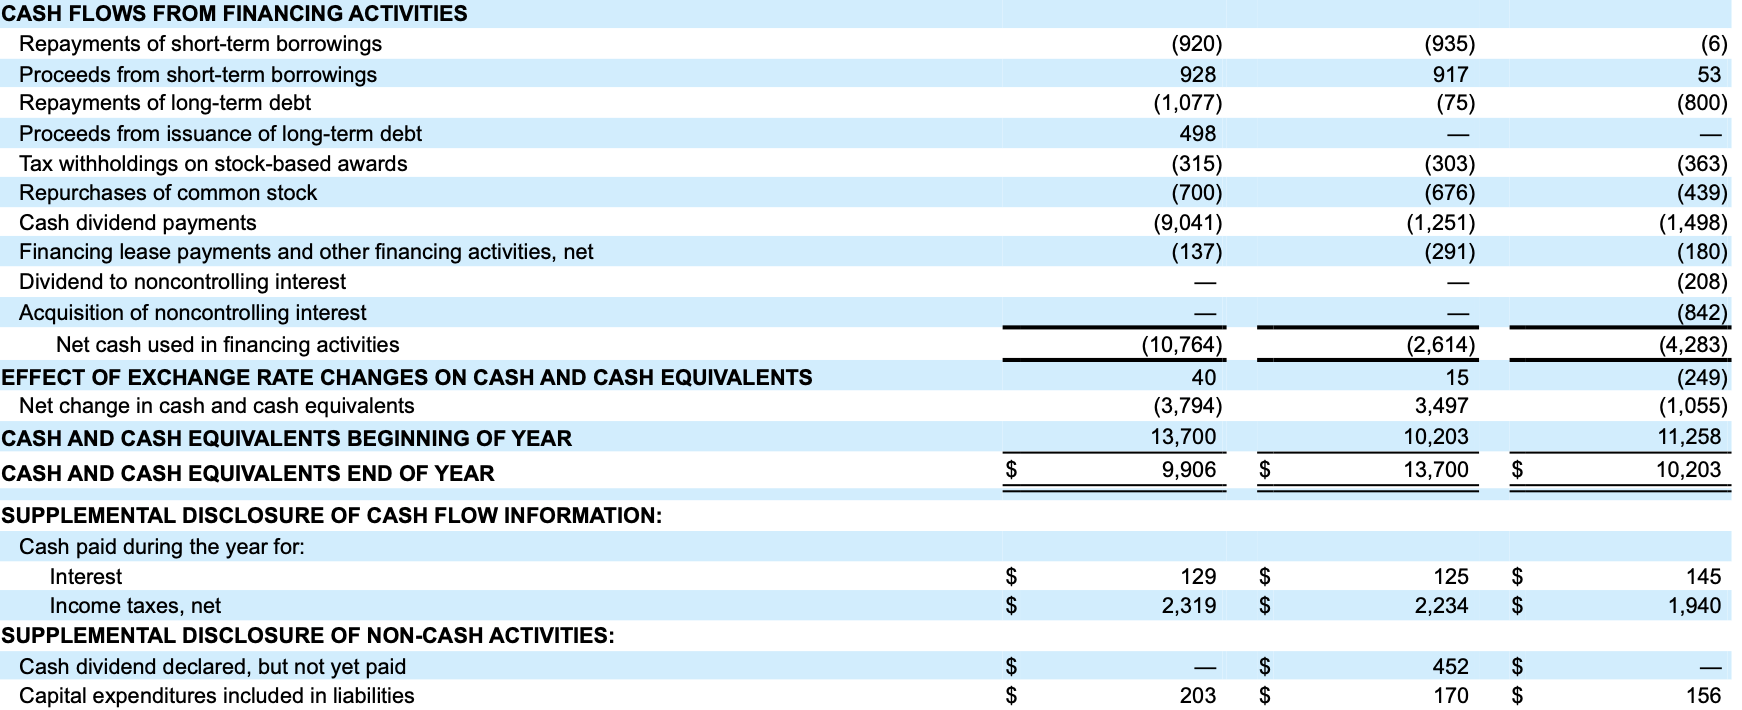 CASH FLOWS FROM FINANCING ACTIVITIES
Repayments of short-term borrowings (920) (935) (6)
Proceeds from short-term borrowings 928 917 53
Repayments of long-term debt (1,077) (75) (800)
Proceeds from issuance of long-term debt 498 — —
Tax withholdings on stock-based awards (315) (303) (363)
Repurchases of common stock (700) (676) (439)
Cash dividend payments (9,041) (1,251) (1,498)
Financing lease payments and other financing activities, net (137) (291) (180)
Dividend to noncontrolling interest — — (208)
Acquisition of noncontrolling interest — — (842)
Net cash used in financing activities (10,764) (2,614) (4,283)
EFFECT OF EXCHANGE RATE CHANGES ON CASH AND CASH EQUIVALENTS 40 15 (249)
Net change in cash and cash equivalents (3,794) 3,497 (1,055)
CASH AND CASH EQUIVALENTS BEGINNING OF YEAR 13,700 10,203 11,258
CASH AND CASH EQUIVALENTS END OF YEAR $ 9,906 $ 13,700 $ 10,203
SUPPLEMENTAL DISCLOSURE OF CASH FLOW INFORMATION:
Cash paid during the year for:
Interest $ 129 $ 125 $ 145
Income taxes, net $ 2,319 $ 2,234 $ 1,940
SUPPLEMENTAL DISCLOSURE OF NON-CASH ACTIVITIES:
Cash dividend declared, but not yet paid $ — $ 452 $ —
Capital expenditures included in liabilities $ 203 $ 170 $ 156